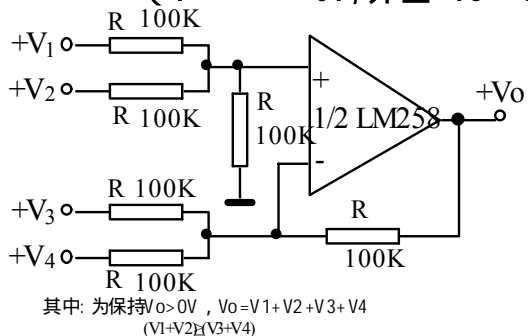 R 100K
+V1
+V2
R 100K
R
100K
+
1/2 LM258
-
+Vo
R 100K
+V3
+V4
R
100K
R
100K
其中: 为保持Vo>0V , Vo=V1+V2+V3+V4
(V1+V2)≥(V3+V4)